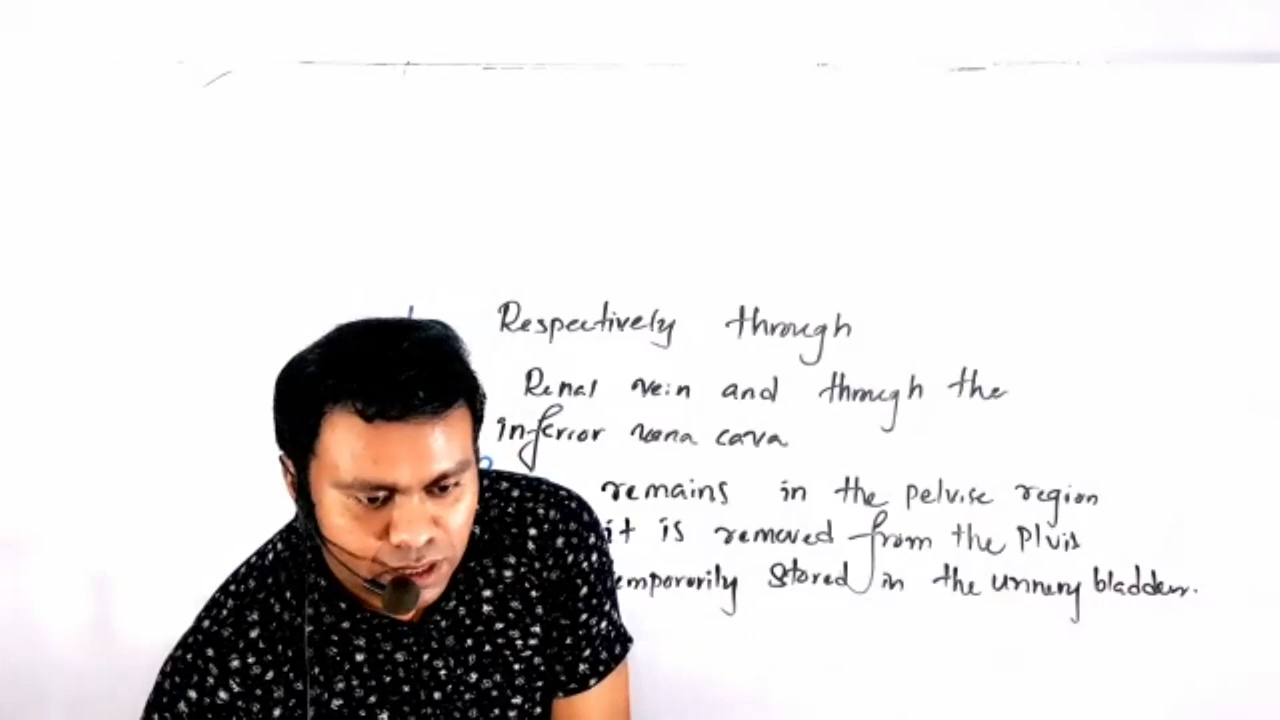 Respectively through
Renal vein and through the
inferior vena cava
remains in the pelvise region
it is removed from the Plvis
emporarily stored in the
bladder.